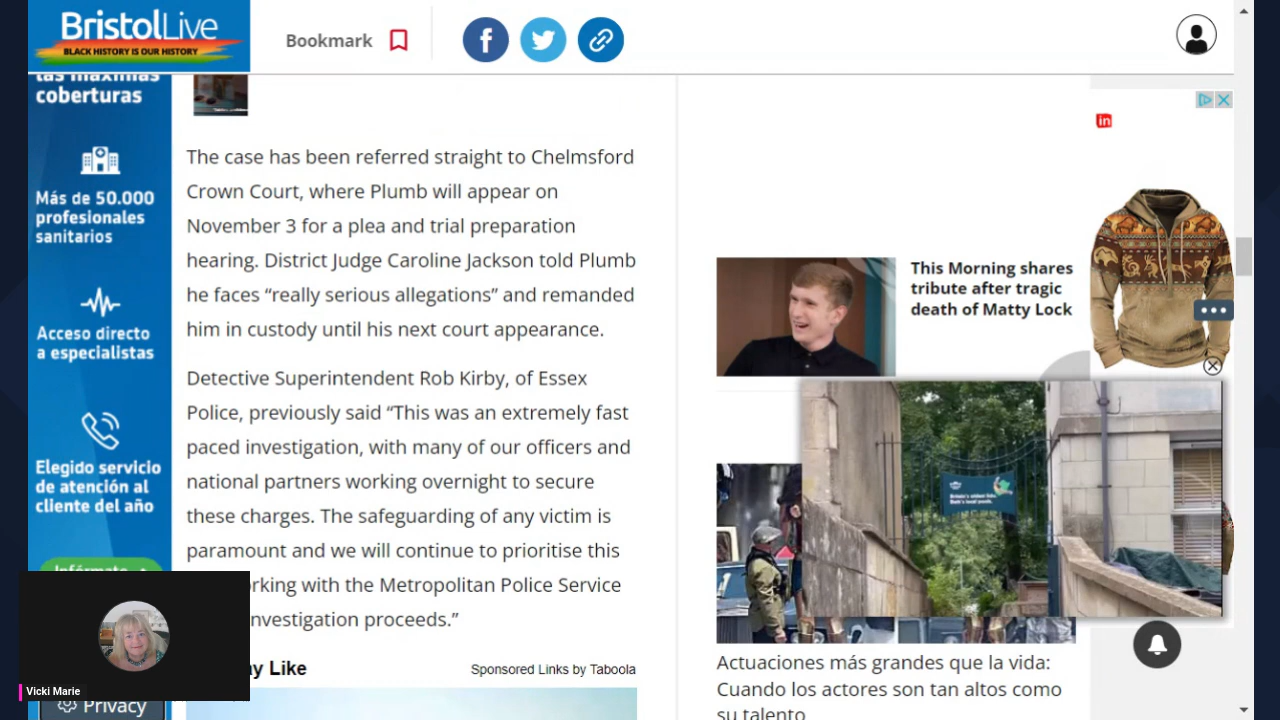 BristolLive
BLACK HISTORY IS OUR HISTORY
Bookmark
las máximas
coberturas
Más de 50.000
profesionales
sanitarios
Acceso directo
a especialistas
Elegido servicio
de atención al
cliente del año
Infórmate
The case has been referred straight to Chelmsford
Crown Court, where Plumb will appear on
November 3 for a plea and trial preparation
hearing. District Judge Caroline Jackson told Plumb
he faces “really serious allegations” and remanded
him in custody until his next court appearance.
Detective Superintendent Rob Kirby, of Essex
Police, previously said “This was an extremely fast
paced investigation, with many of our officers and
national partners working overnight to secure
these charges. The safeguarding of any victim is
paramount and we will continue to prioritise this
rking with the Metropolitan Police Service
nvestigation proceeds.”
ay Like
Sponsored Links by Taboola
Vicki Marie
Privacy
in
This Morning shares
tribute after tragic
death of Matty Lock
Actuaciones más grandes que la vida:
Cuando los actores son tan altos como
su talento